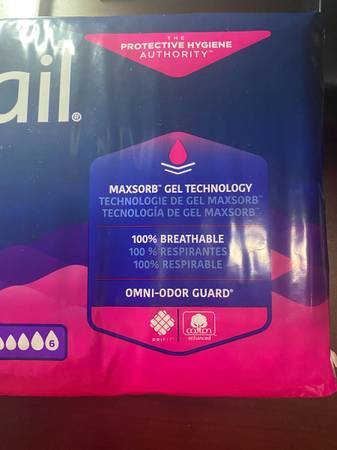 THE
PROTECTIVE HYGIENE
AUTHORITY™
ail®
MAXSORB™ GEL TECHNOLOGY
TECHNOLOGIE DE GEL MAXSORB™
TECNOLOGÍA DE GEL MAXSORB™
100% BREATHABLE
100 % RESPIRANTES
100% RESPIRABLE
OMNI-ODOR GUARD®
DRIFIT™
COTTON
enhanced
6